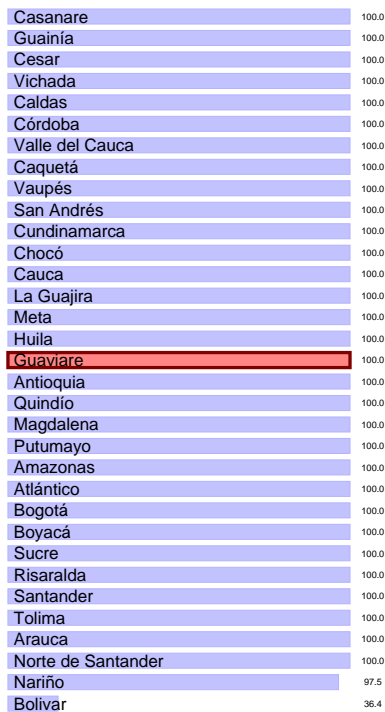 Casanare 100.0
Guainía 100.0
Cesar 100.0
Vichada 100.0
Caldas 100.0
Córdoba 100.0
Valle del Cauca 100.0
Caquetá 100.0
Vaupés 100.0
San Andrés 100.0
Cundinamarca 100.0
Chocó 100.0
Cauca 100.0
La Guajira 100.0
Meta 100.0
Huila 100.0
Guaviare 100.0
Antioquia 100.0
Quindío 100.0
Magdalena 100.0
Putumayo 100.0
Amazonas 100.0
Atlántico 100.0
Bogotá 100.0
Boyacá 100.0
Sucre 100.0
Risaralda 100.0
Santander 100.0
Tolima 100.0
Arauca 100.0
Norte de Santander 100.0
Nariño 97.5
Bolivar 36.4